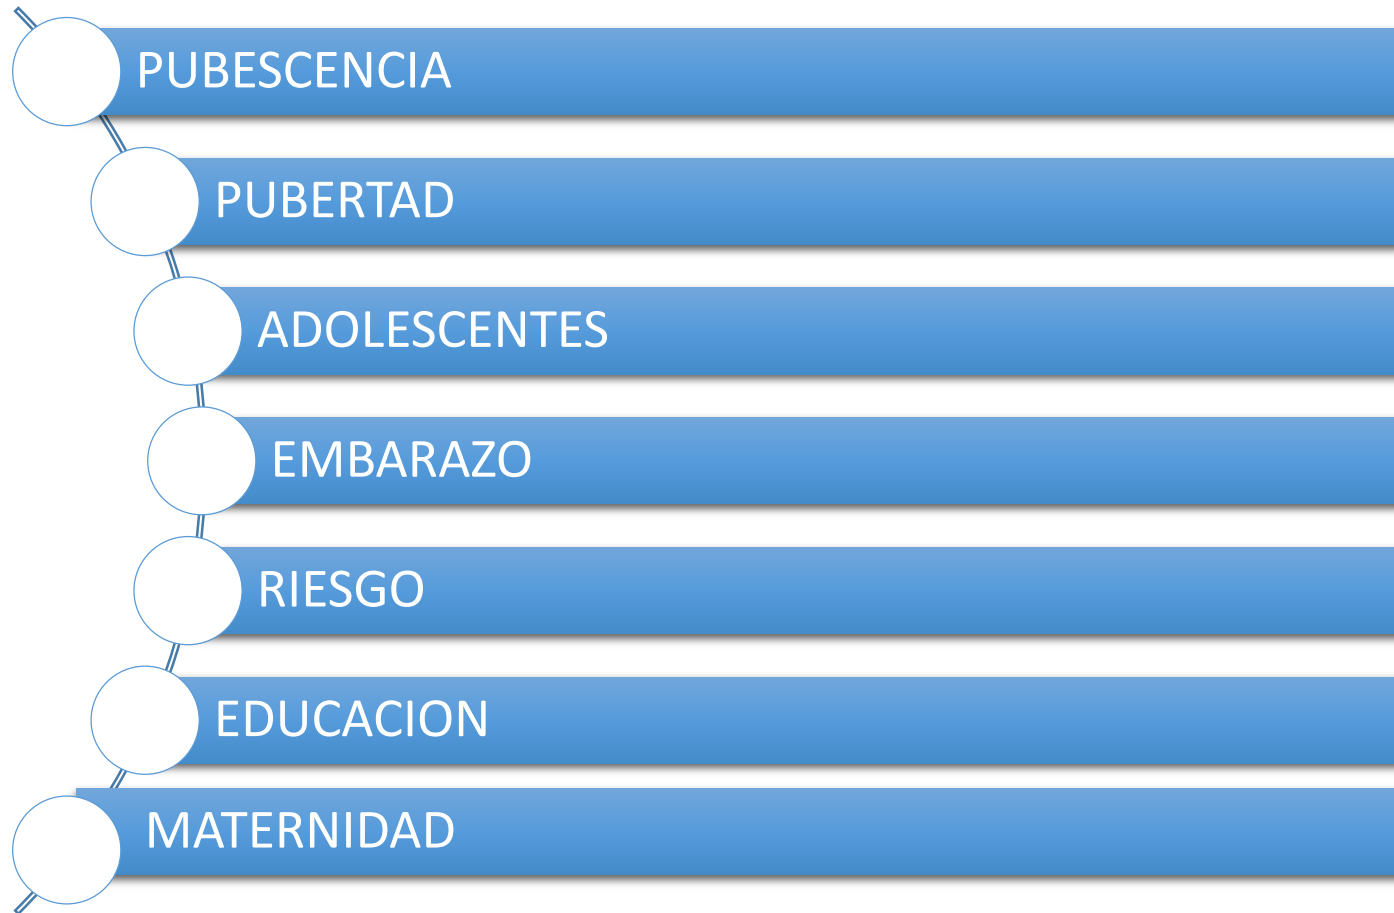 PUBESCENCIA
PUBERTAD
ADOLESCENTES
EMBARAZO
RIESGO
EDUCACION
MATERNIDAD